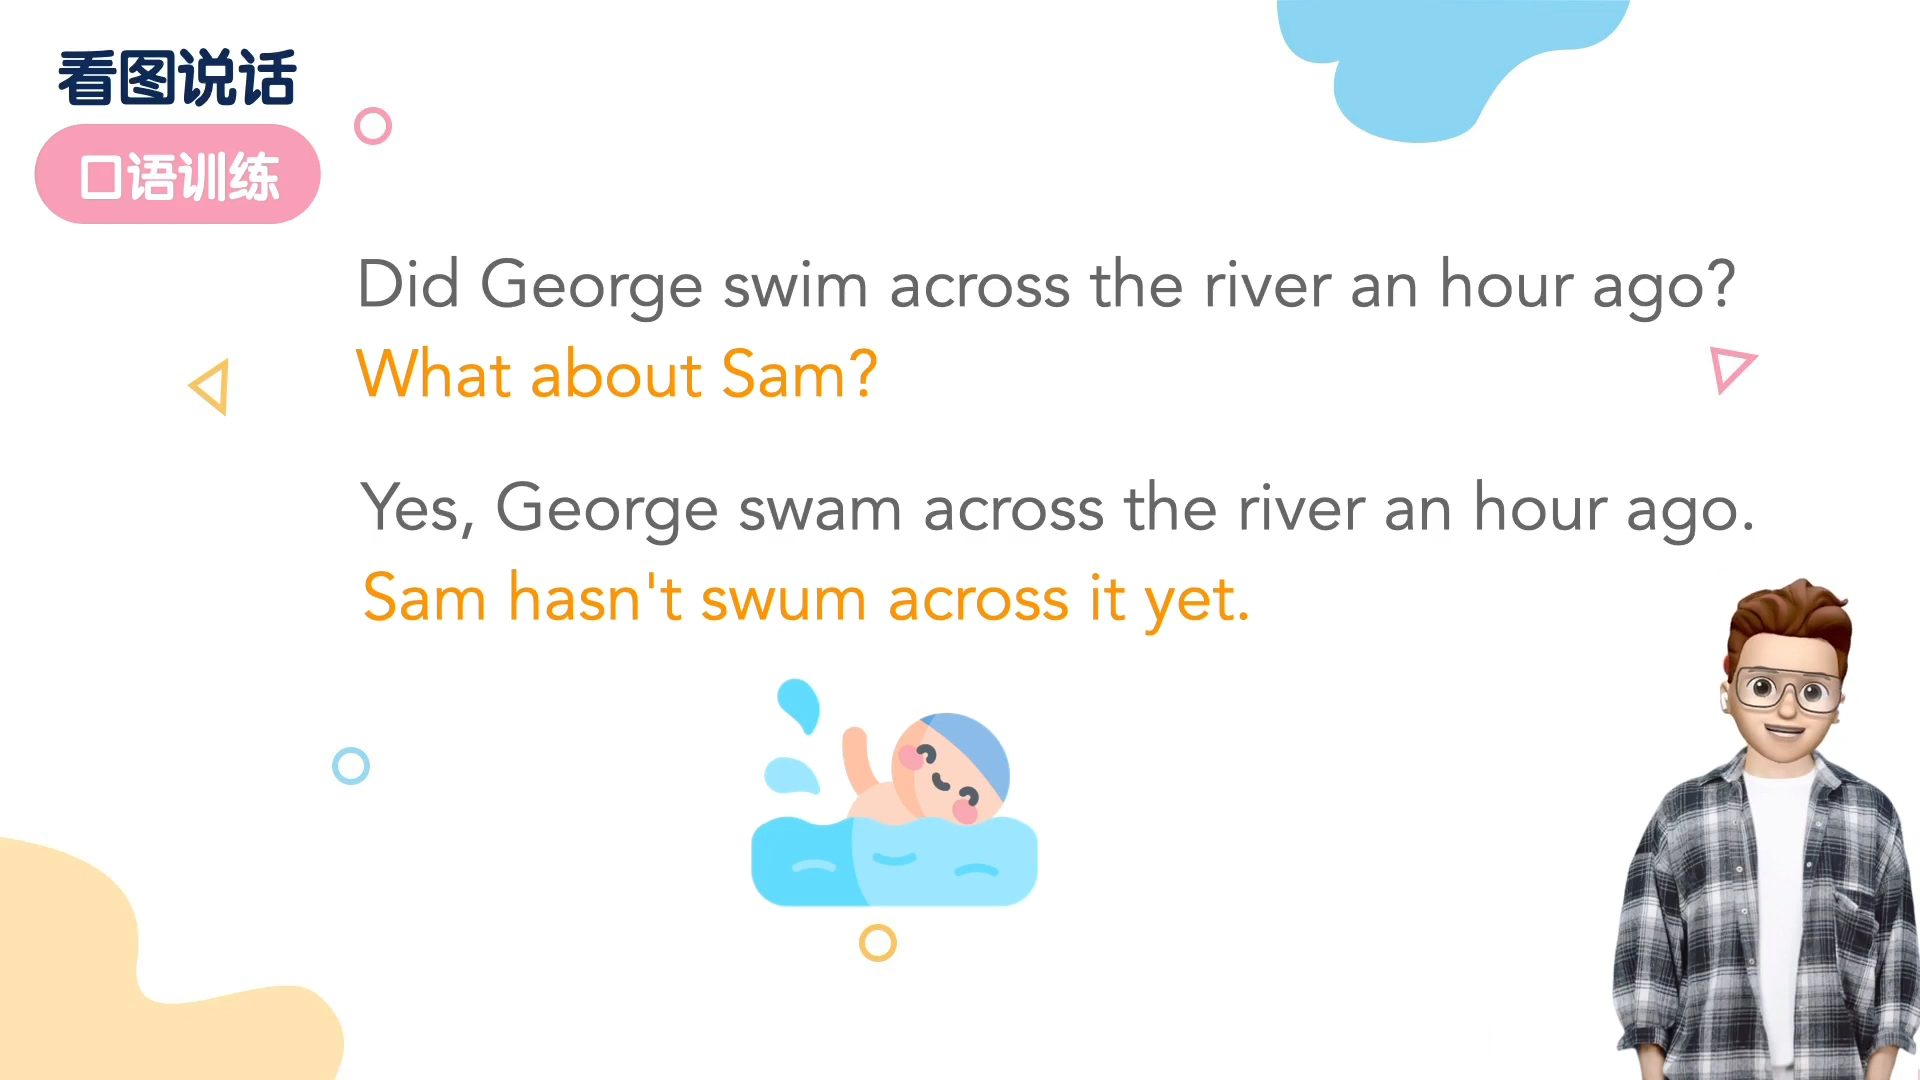 看图说话
口语训练
Did George swim across the river an hour ago?
What about Sam?
Yes, George swam across the river an hour ago.
Sam hasn't swum across it yet.